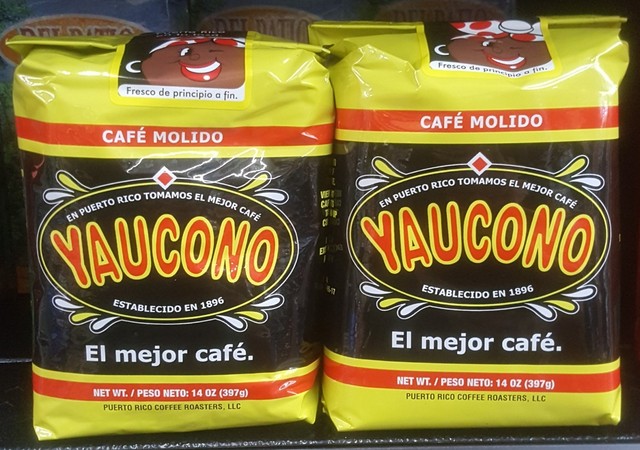 DEL PATIO
Fresco de principio a fin.
CAFÉ MOLIDO
EN PUERTO RICO TOMAMOS EL MEJOR CAFÉ
YAUCONO
ESTABLECIDO EN 1896
El mejor café.
NET WT. / PESO NETO: 14 OZ (397g)
PUERTO RICO COFFEE ROASTERS, LLC
Fresco de principio a fin.
CAFÉ MOLIDO
EN PUERTO RICO TOMAMOS EL MEJOR CAFÉ
YAUCONO
ESTABLECIDO EN 1896
El mejor café.
NET WT. / PESO NETO: 14 OZ (397g)
PUERTO RICO COFFEE ROASTERS, LLC